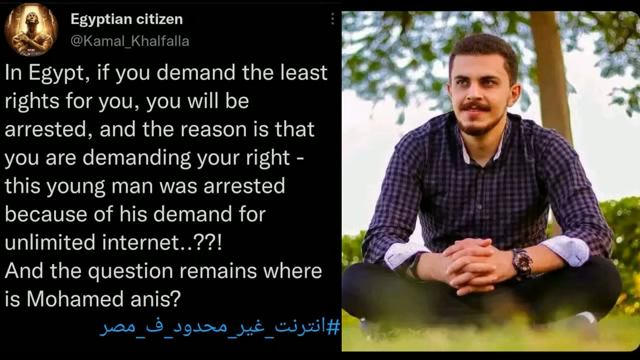 Egyptian citizen
@Kamal_Khalfalla
In Egypt, if you demand the least
rights for you, you will be
arrested, and the reason is that
you are demanding your right -
this young man was arrested
because of his demand for
unlimited internet..??!
And the question remains where
is Mohamed anis?
#انترنت_غير_محدود_ف_مصر